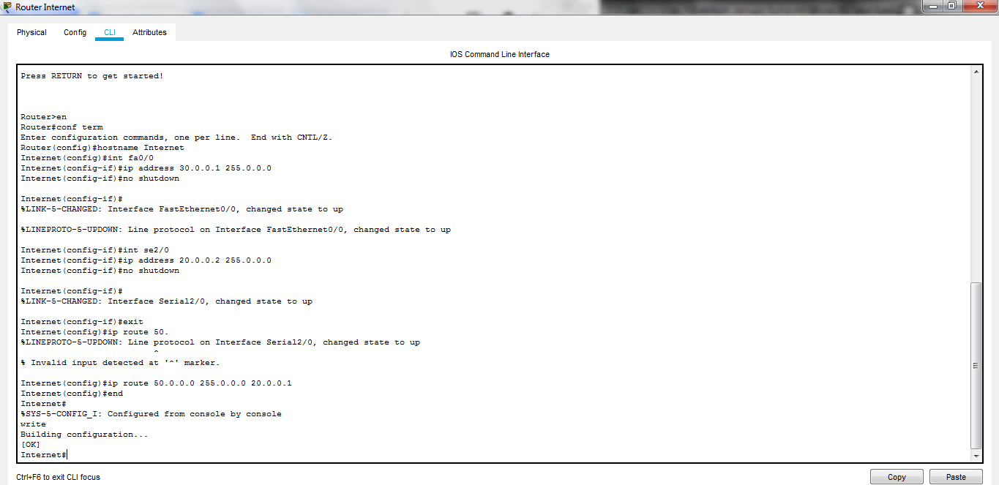 Router Internet
Physical Config CLI Attributes
IOS Command Line Interface
Press RETURN to get started!
Router>en
Router#conf term
Enter configuration commands, one per line.  End with CNTL/Z.
Router(config)#hostname Internet
Internet(config)#int fa0/0
Internet(config-if)#ip address 30.0.0.1 255.0.0.0
Internet(config-if)#no shutdown
Internet(config-if)#
%LINK-5-CHANGED: Interface FastEthernet0/0, changed state to up
%LINEPROTO-5-UPDOWN: Line protocol on Interface FastEthernet0/0, changed state to up
Internet(config-if)#int se2/0
Internet(config-if)#ip address 20.0.0.2 255.0.0.0
Internet(config-if)#no shutdown
Internet(config-if)#
%LINK-5-CHANGED: Interface Serial2/0, changed state to up
Internet(config-if)#exit
Internet(config)#ip route 50.
%LINEPROTO-5-UPDOWN: Line protocol on Interface Serial2/0, changed state to up
^
% Invalid input detected at '^' marker.
Internet(config)#ip route 50.0.0.0 255.0.0.0 20.0.0.1
Internet(config)#end
Internet#
%SYS-5-CONFIG_I: Configured from console by console
write
Building configuration...
[OK]
Internet#
Ctrl+F6 to exit CLI focus
Copy Paste